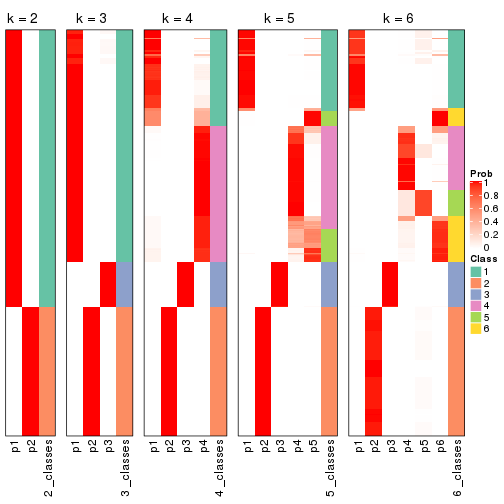 k = 2
k = 3
k = 4
k = 5
k = 6
Prob
1
0.8
0.6
0.4
0.2
0
Class
1
2
3
4
5
6
p1
p2
2_classes
p1
p2
p3
3_classes
p1
p2
p3
p4
4_classes
p1
p2
p3
p4
p5
5_classes
p1
p2
p3
p4
p5
p6
6_classes